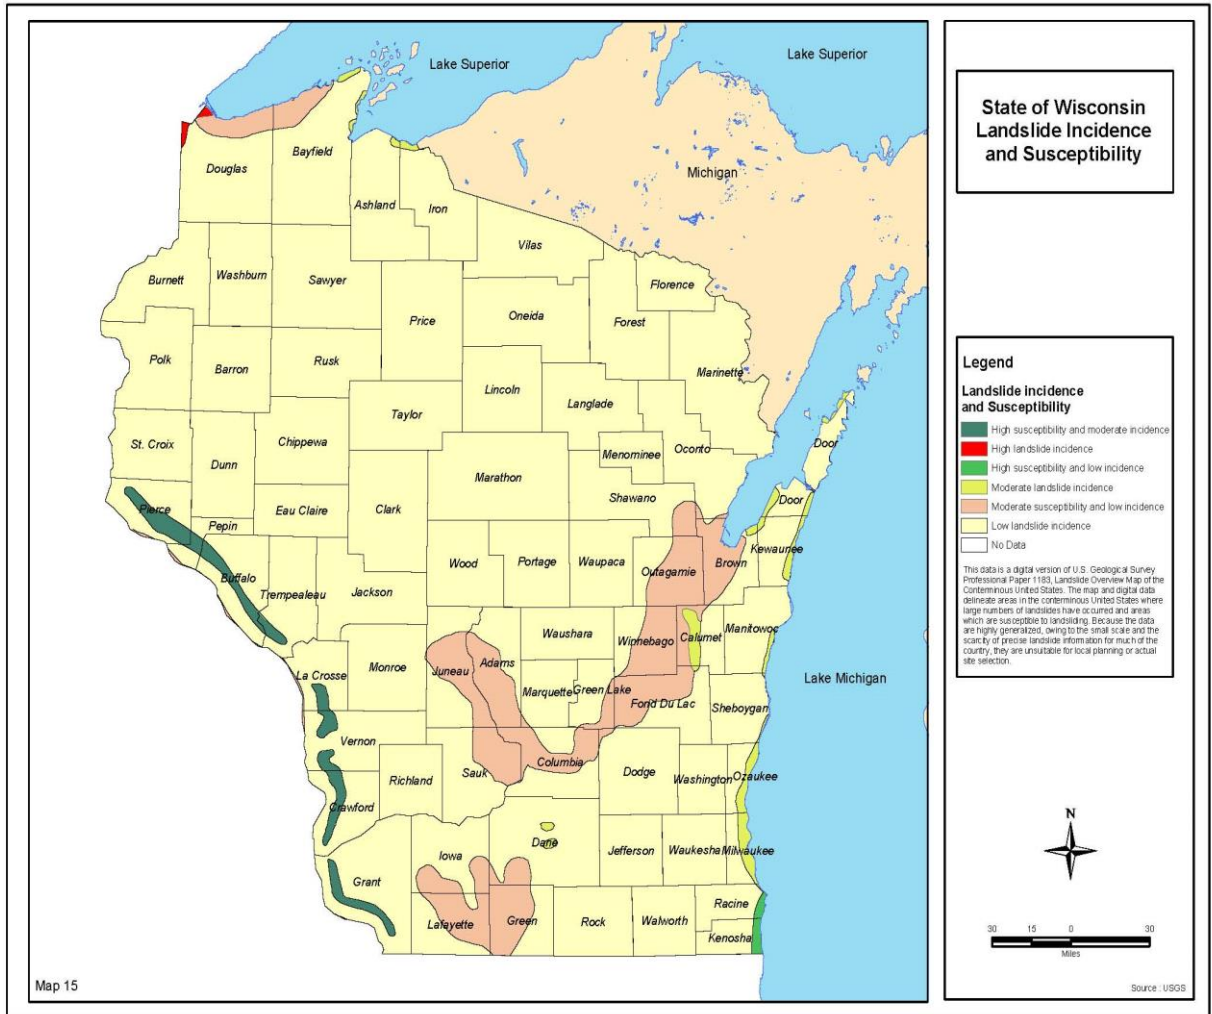 Lake Superior
Lake Superior
Michigan
Douglas
Bayfield
Ashland
Iron
Vilas
Burnett
Washburn
Sawyer
Florence
Price
Oneida
Forest
Polk
Barron
Rusk
Marinette
Lincoln
Langlade
Taylor
St. Croix
Chippewa
Door
Dunn
Menominee
Oconto
Marathon
Pierce
Eau Claire
Clark
Shawano
Door
Pepin
Kewaunee
Wood
Portage
Waupaca
Outagamie
Brown
Buffalo
Trempealeau
Jackson
Waushara
Winnebago
Calumet
Manitowoc
La Crosse
Monroe
Juneau
Adams
Marquette
Green Lake
Fond Du Lac
Sheboygan
Lake Michigan
Vernon
Richland
Sauk
Columbia
Dodge
Washington
Ozaukee
Crawford
Iowa
Dane
Jefferson
Waukesha
Milwaukee
Grant
Lafayette
Green
Rock
Walworth
Racine
Kenosha
Map 15
State of Wisconsin
Landslide Incidence
and Susceptibility
Legend
Landslide incidence
and Susceptibility
High susceptibility and moderate incidence
High landslide incidence
High susceptibility and low incidence
Moderate landslide incidence
Moderate susceptibility and low incidence
Low landslide incidence
No Data
This data is a digital version of U.S. Geological Survey
Professional Paper 1183, Landslide Overview Map of the
Conterminous United States. The map and digital data
delineate areas in the conterminous United States where
large numbers of landslides have occurred and areas
which are susceptible to landsliding. Because the data
are highly generalized, owing to the small scale and the
scarcity of precise landslide information for much of the
country, they are unsuitable for local planning or actual
site selection.
N
30 15 0 30
Miles
Source : USGS